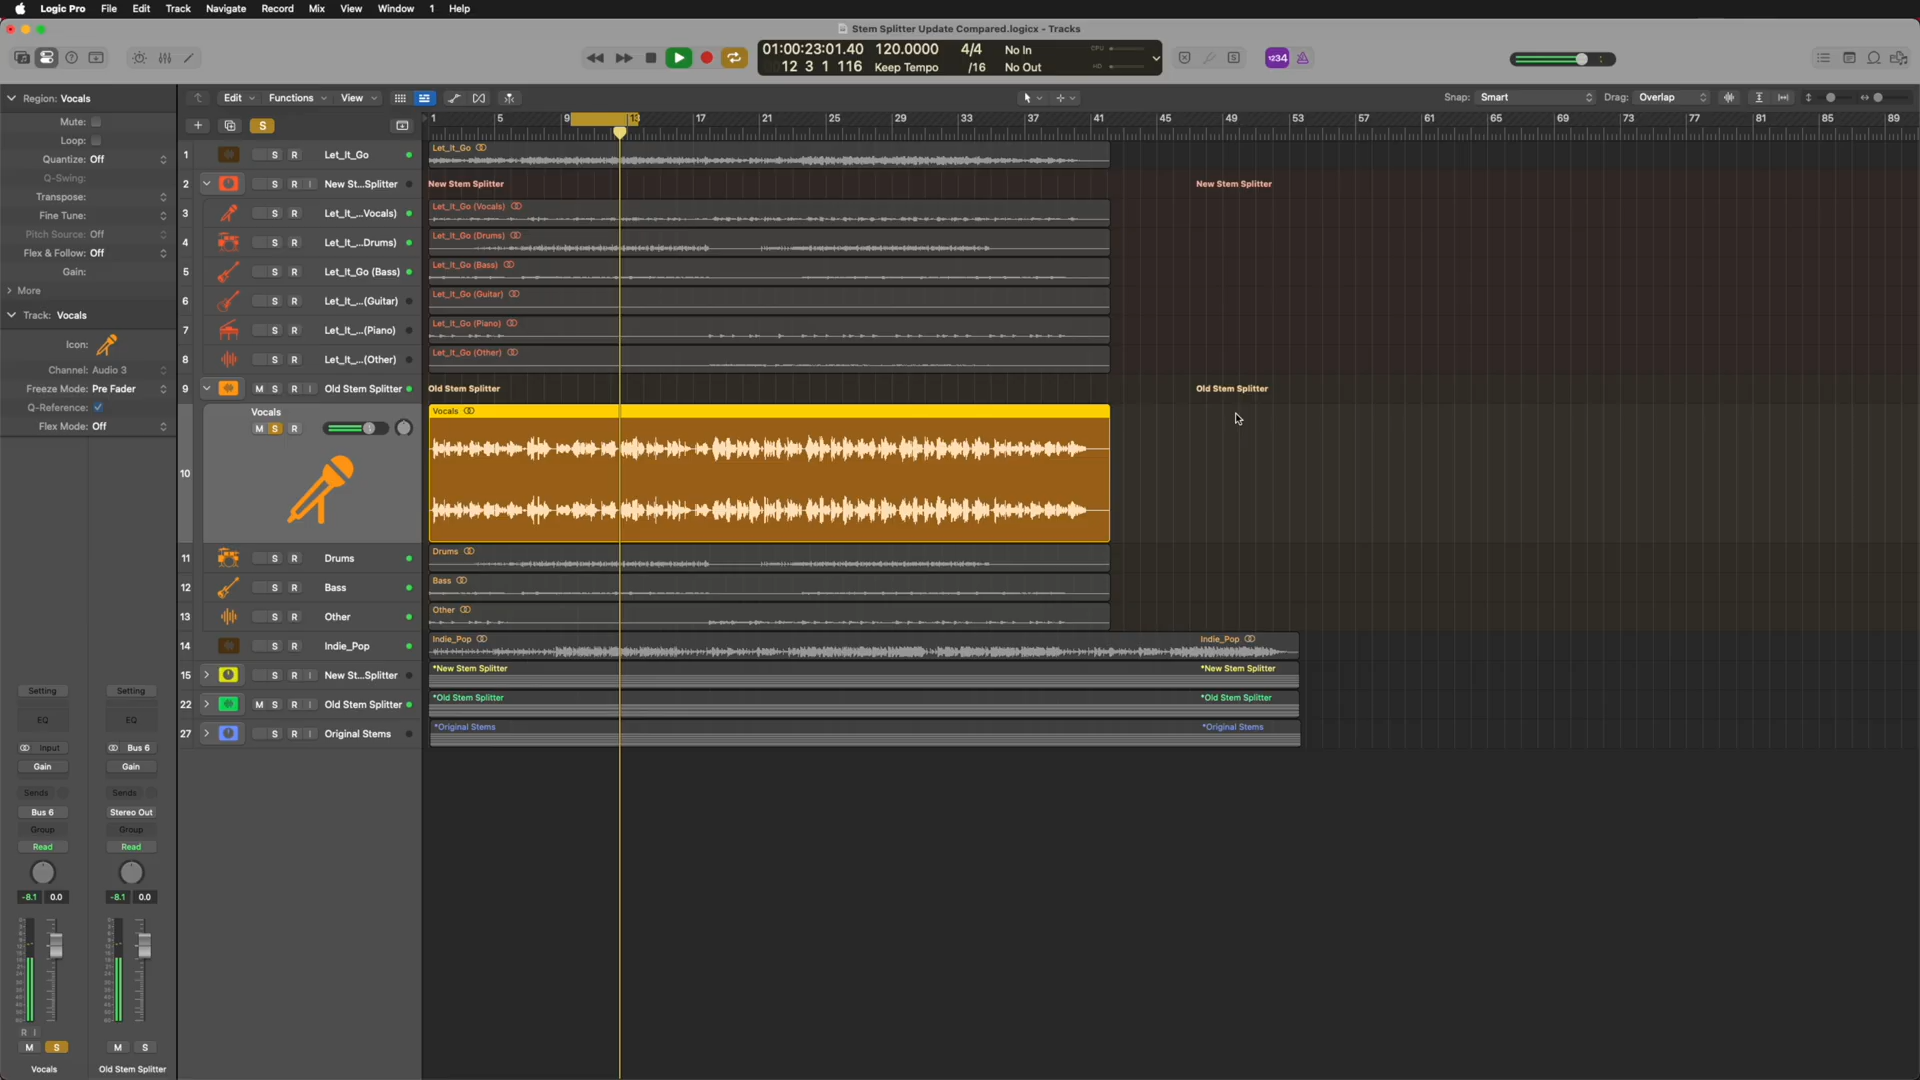 Logic Pro File Edit Track Navigate Record Mix View Window 1 Help
Stem Splitter Update Compared.logicx - Tracks
01:00:23:01.40 120.0000 4/4 No In CPU
12 3 1 116 Keep Tempo /16 No Out HD
1234
Region: Vocals
Edit Functions View
Snap: Smart Drag: Overlap
Mute:
Loop:
Quantize: Off
Q-Swing:
Transpose:
Fine Tune:
Pitch Source: Off
Flex & Follow: Off
Gain:
More
Track: Vocals
Icon:
Channel: Audio 3
Freeze Mode: Pre Fader
Q-Reference:
Flex Mode: Off
S
1 5 9 13 17 21 25 29 33 37 41 45 49 53 57 61 65 69 73 77 81 85 89
1 S R Let_It_Go
Let_It_Go
2 S R I New St...Splitter
New Stem Splitter New Stem Splitter
3 S R Let_It_...Vocals)
Let_It_Go (Vocals)
4 S R Let_It_...Drums)
Let_It_Go (Drums)
5 S R Let_It_Go (Bass)
Let_It_Go (Bass)
6 S R Let_It_...(Guitar)
Let_It_Go (Guitar)
7 S R Let_It_...(Piano)
Let_It_Go (Piano)
8 S R Let_It_...(Other)
Let_It_Go (Other)
9 M S R I Old Stem Splitter
Old Stem Splitter Old Stem Splitter
10 Vocals
M S R
Vocals
11 S R Drums
Drums
12 S R Bass
Bass
13 S R Other
Other
14 S R Indie_Pop
Indie_Pop Indie_Pop
15 S R I New St...Splitter
*New Stem Splitter *New Stem Splitter
22 M S R I Old Stem Splitter
*Old Stem Splitter *Old Stem Splitter
27 S R I Original Stems
*Original Stems *Original Stems
Setting Setting
EQ EQ
Input Bus 6
Gain Gain
Sends Sends
Bus 6 Stereo Out
Group Group
Read Read
-8.1 0.0 -8.1 0.0
R I
M S M S
Vocals Old Stem Splitter